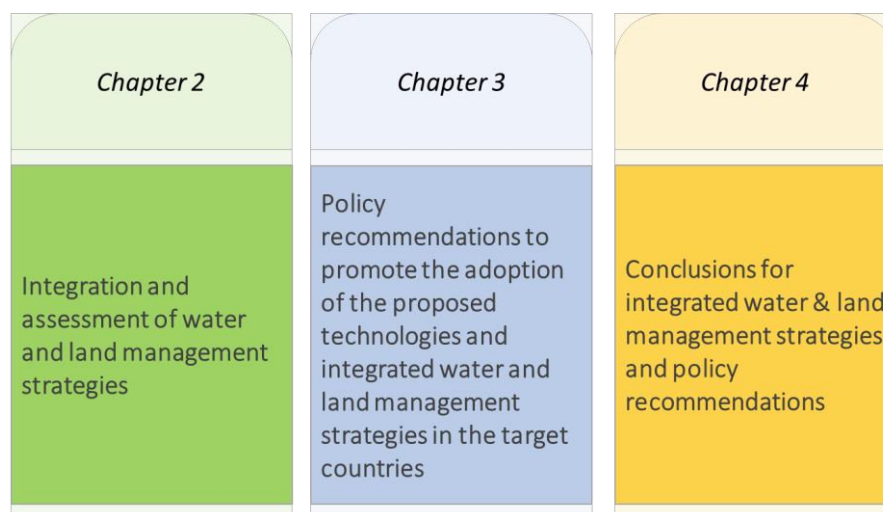 Chapter 2
Integration and
assessment of water
and land management
strategies
Chapter 3
Policy
recommendations to
promote the adoption
of the proposed
technologies and
integrated water and
land management
strategies in the target
countries
Chapter 4
Conclusions for
integrated water & land
management strategies
and policy
recommendations